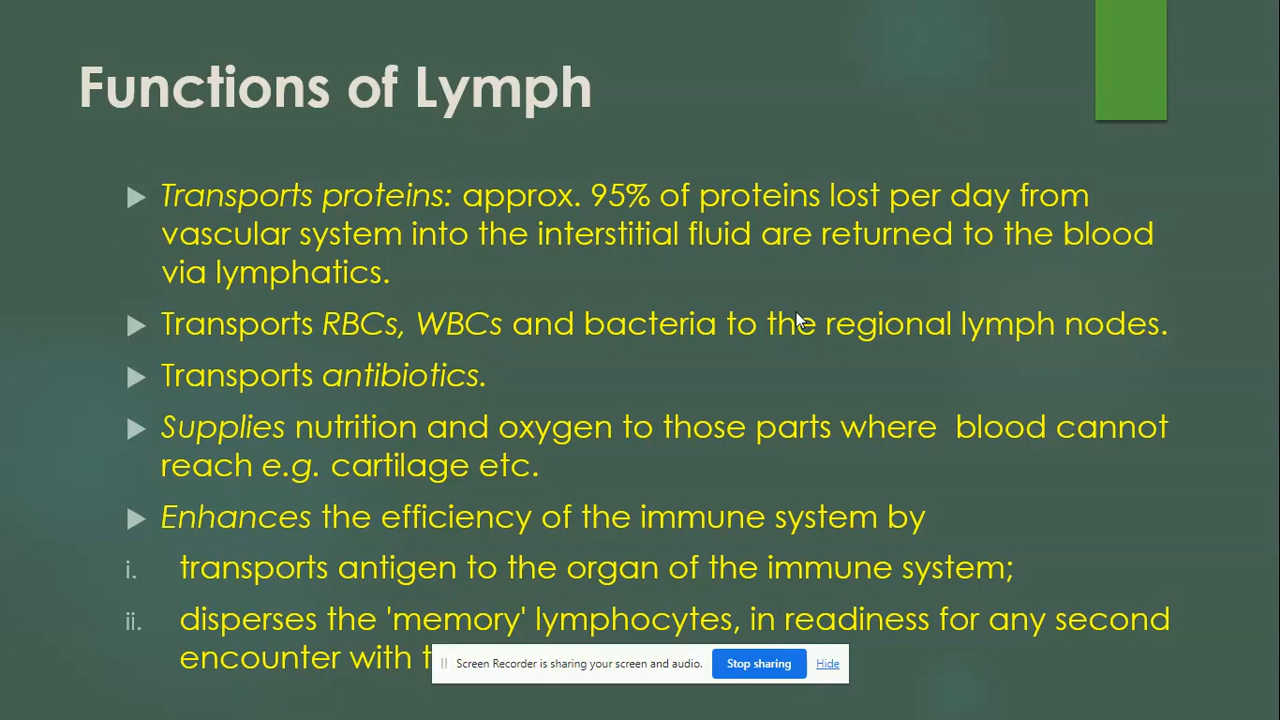 Functions of Lymph
Transports proteins: approx. 95% of proteins lost per day from
vascular system into the interstitial fluid are returned to the blood
via lymphatics.
Transports RBCs, WBCs and bacteria to the regional lymph nodes.
Transports antibiotics.
Supplies nutrition and oxygen to those parts where blood cannot
reach e.g. cartilage etc.
Enhances the efficiency of the immune system by
i. transports antigen to the organ of the immune system;
ii. disperses the 'memory' lymphocytes, in readiness for any second
encounter with
Screen Recorder is sharing your screen and audio. Stop sharing Hide